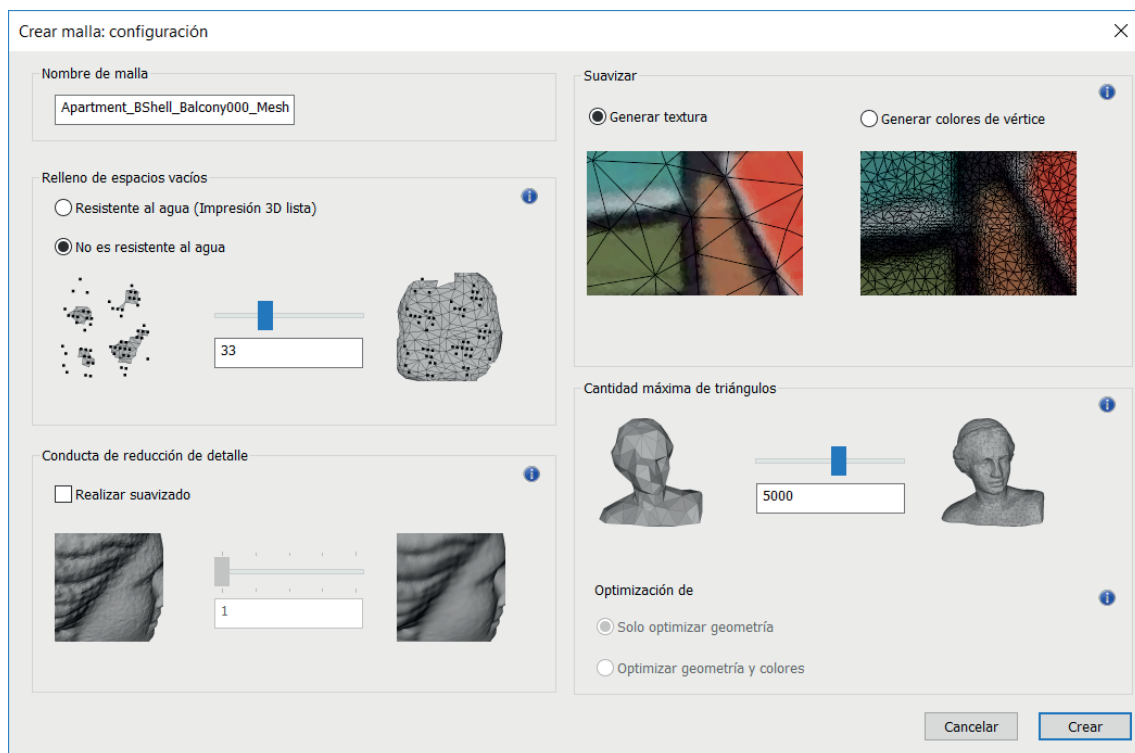 Crear malla: configuración
Nombre de malla
Apartment_BShell_Balcony000_Mesh
Relleno de espacios vacíos
Resistente al agua (Impresión 3D lista)
No es resistente al agua
33
Conducta de reducción de detalle
Realizar suavizado
1
Suavizar
Generar textura
Generar colores de vértice
Cantidad máxima de triángulos
5000
Optimización de
Solo optimizar geometría
Optimizar geometría y colores
Cancelar
Crear